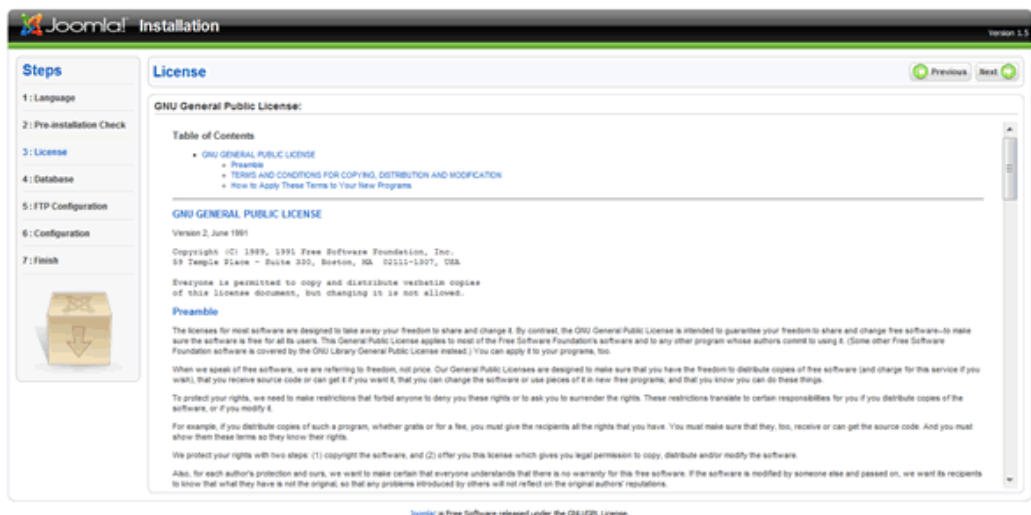 Joomla! Installation
Version 1.5
Steps
1 : Language
2 : Pre-installation Check
3 : License
4 : Database
5 : FTP Configuration
6 : Configuration
7 : Finish
License
Previous
Next
GNU General Public License:
Table of Contents
GNU GENERAL PUBLIC LICENSE
Preamble
TERMS AND CONDITIONS FOR COPYING, DISTRIBUTION AND MODIFICATION
How to Apply These Terms to Your New Programs
GNU GENERAL PUBLIC LICENSE
Version 2, June 1991
Copyright (C) 1989, 1991 Free Software Foundation, Inc.
59 Temple Place - Suite 330, Boston, MA 02111-1307, USA
Everyone is permitted to copy and distribute verbatim copies
of this license document, but changing it is not allowed.
Preamble
The licenses for most software are designed to take away your freedom to share and change it. By contrast, the GNU General Public License is intended to guarantee your freedom to share and change free software--to make
sure the software is free for all its users. This General Public License applies to most of the Free Software Foundation's software and to any other program whose authors commit to using it. (Some other Free Software
Foundation software is covered by the GNU Library General Public License instead.) You can apply it to your programs, too.
When we speak of free software, we are referring to freedom, not price. Our General Public Licenses are designed to make sure that you have the freedom to distribute copies of free software (and charge for this service if you
wish), that you receive source code or can get it if you want it, that you can change the software or use pieces of it in new free programs; and that you know you can do these things.
To protect your rights, we need to make restrictions that forbid anyone to deny you these rights or to ask you to surrender the rights. These restrictions translate to certain responsibilities for you if you distribute copies of the
software, or if you modify it.
For example, if you distribute copies of such a program, whether gratis or for a fee, you must give the recipients all the rights that you have. You must make sure that they, too, receive or can get the source code. And you must
show them these terms so they know their rights.
We protect your rights with two steps: (1) copyright the software, and (2) offer you this license which gives you legal permission to copy, distribute and/or modify the software.
Also, for each author's protection and ours, we want to make certain that everyone understands that there is no warranty for this free software. If the software is modified by someone else and passed on, we want its recipients
to know that what they have is not the original, so that any problems introduced by others will not reflect on the original authors' reputations.
Joomla! is Free Software released under the GNU/GPL License.